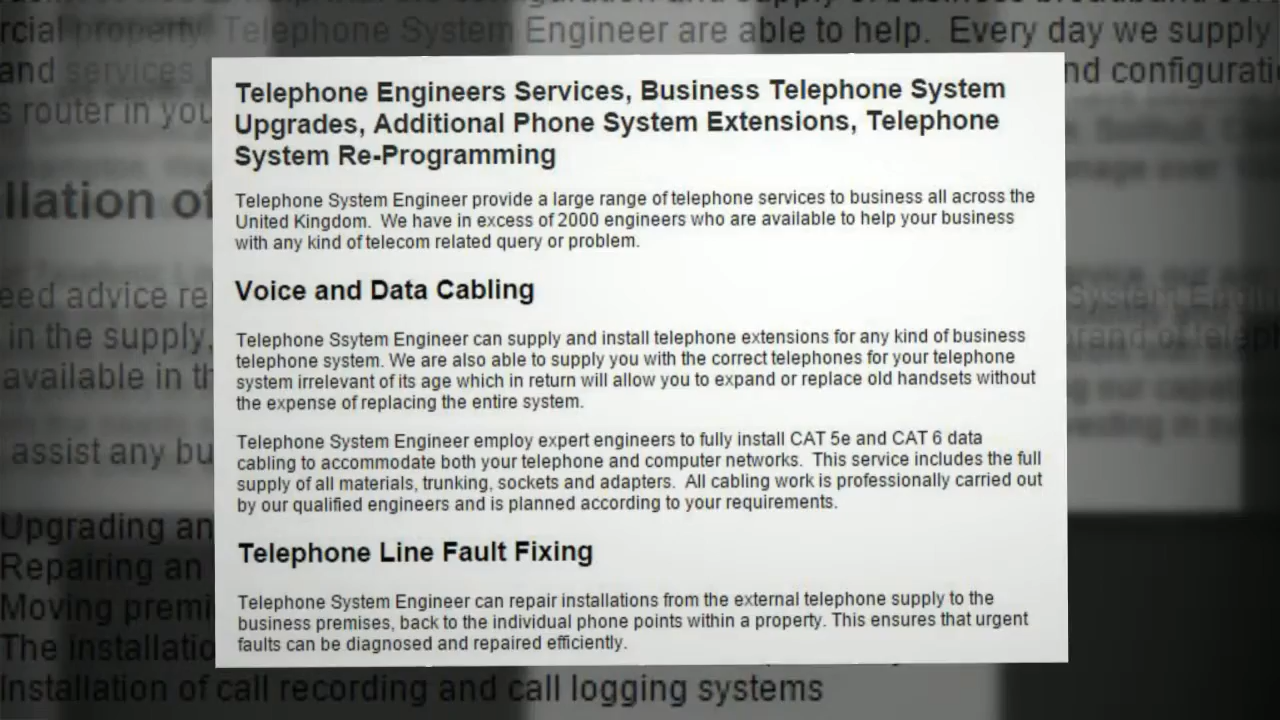 rcial property Telephone System Engineer are able to help. Every day we supply
and services
nd configurati
s router in you
Telephone Engineers Services, Business Telephone System
Upgrades, Additional Phone System Extensions, Telephone
System Re-Programming
Telephone System Engineer provide a large range of telephone services to business all across the
United Kingdom. We have in excess of 2000 engineers who are available to help your business
with any kind of telecom related query or problem.
Voice and Data Cabling
Telephone Ssytem Engineer can supply and install telephone extensions for any kind of business
telephone system. We are also able to supply you with the correct telephones for your telephone
system irrelevant of its age which in return will allow you to expand or replace old handsets without
the expense of replacing the entire system.
Telephone System Engineer employ expert engineers to fully install CAT 5e and CAT 6 data
cabling to accommodate both your telephone and computer networks. This service includes the full
supply of all materials, trunking, sockets and adapters. All cabling work is professionally carried out
by our qualified engineers and is planned according to your requirements.
Telephone Line Fault Fixing
Telephone System Engineer can repair installations from the external telephone supply to the
business premises, back to the individual phone points within a property. This ensures that urgent
faults can be diagnosed and repaired efficiently.
llation of
eed advice re
in the supply,
available in th
assist any bu
Upgrading an
Repairing an
Moving premi
The installatio
Installation of call recording and call logging systems